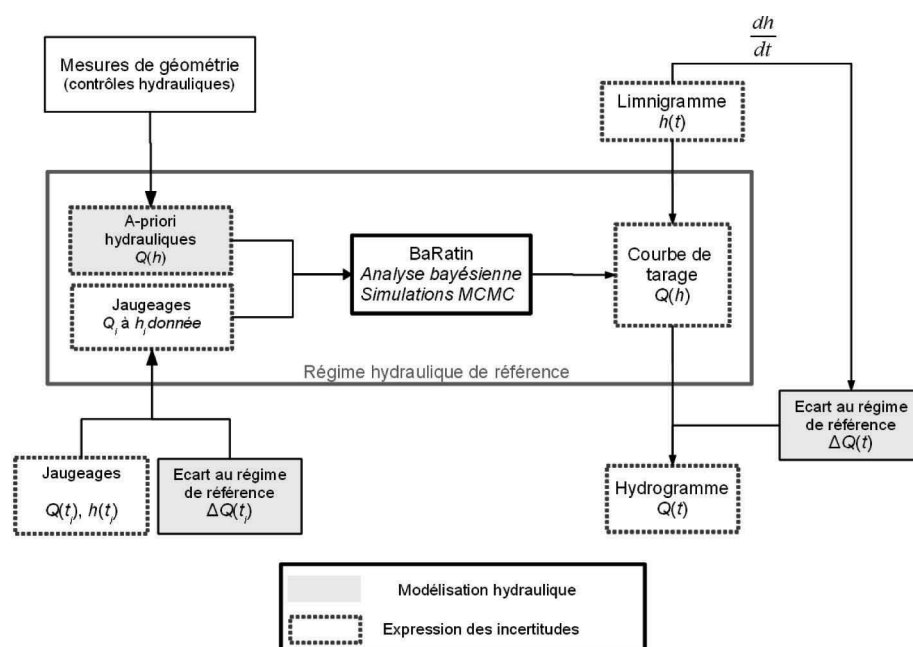 Mesures de géométrie
(contrôles hydrauliques)
dh
dt
Limnigramme
h(t)
A-priori
hydrauliques
Q(h)
Jaugeages
Q_i à h_i donnée
BaRatin
Analyse bayésienne
Simulations MCMC
Courbe de
tarage
Q(h)
Régime hydraulique de référence
Jaugeages
Q(t_i), h(t_i)
Ecart au régime
de référence
ΔQ(t_i)
Ecart au régime
de référence
ΔQ(t)
Hydrogramme
Q(t)
Modélisation hydraulique
Expression des incertitudes